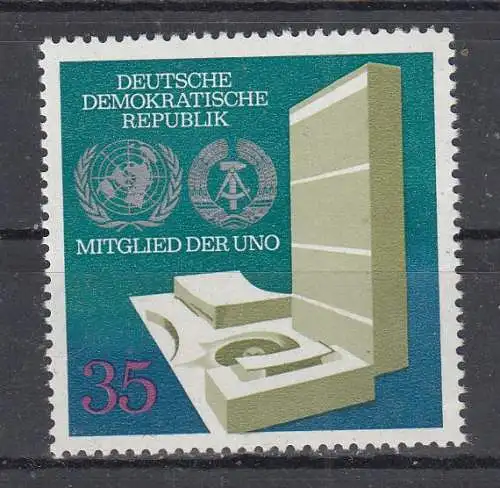 DEUTSCHE
DEMOKRATISCHE
REPUBLIK
MITGLIED DER UNO
35